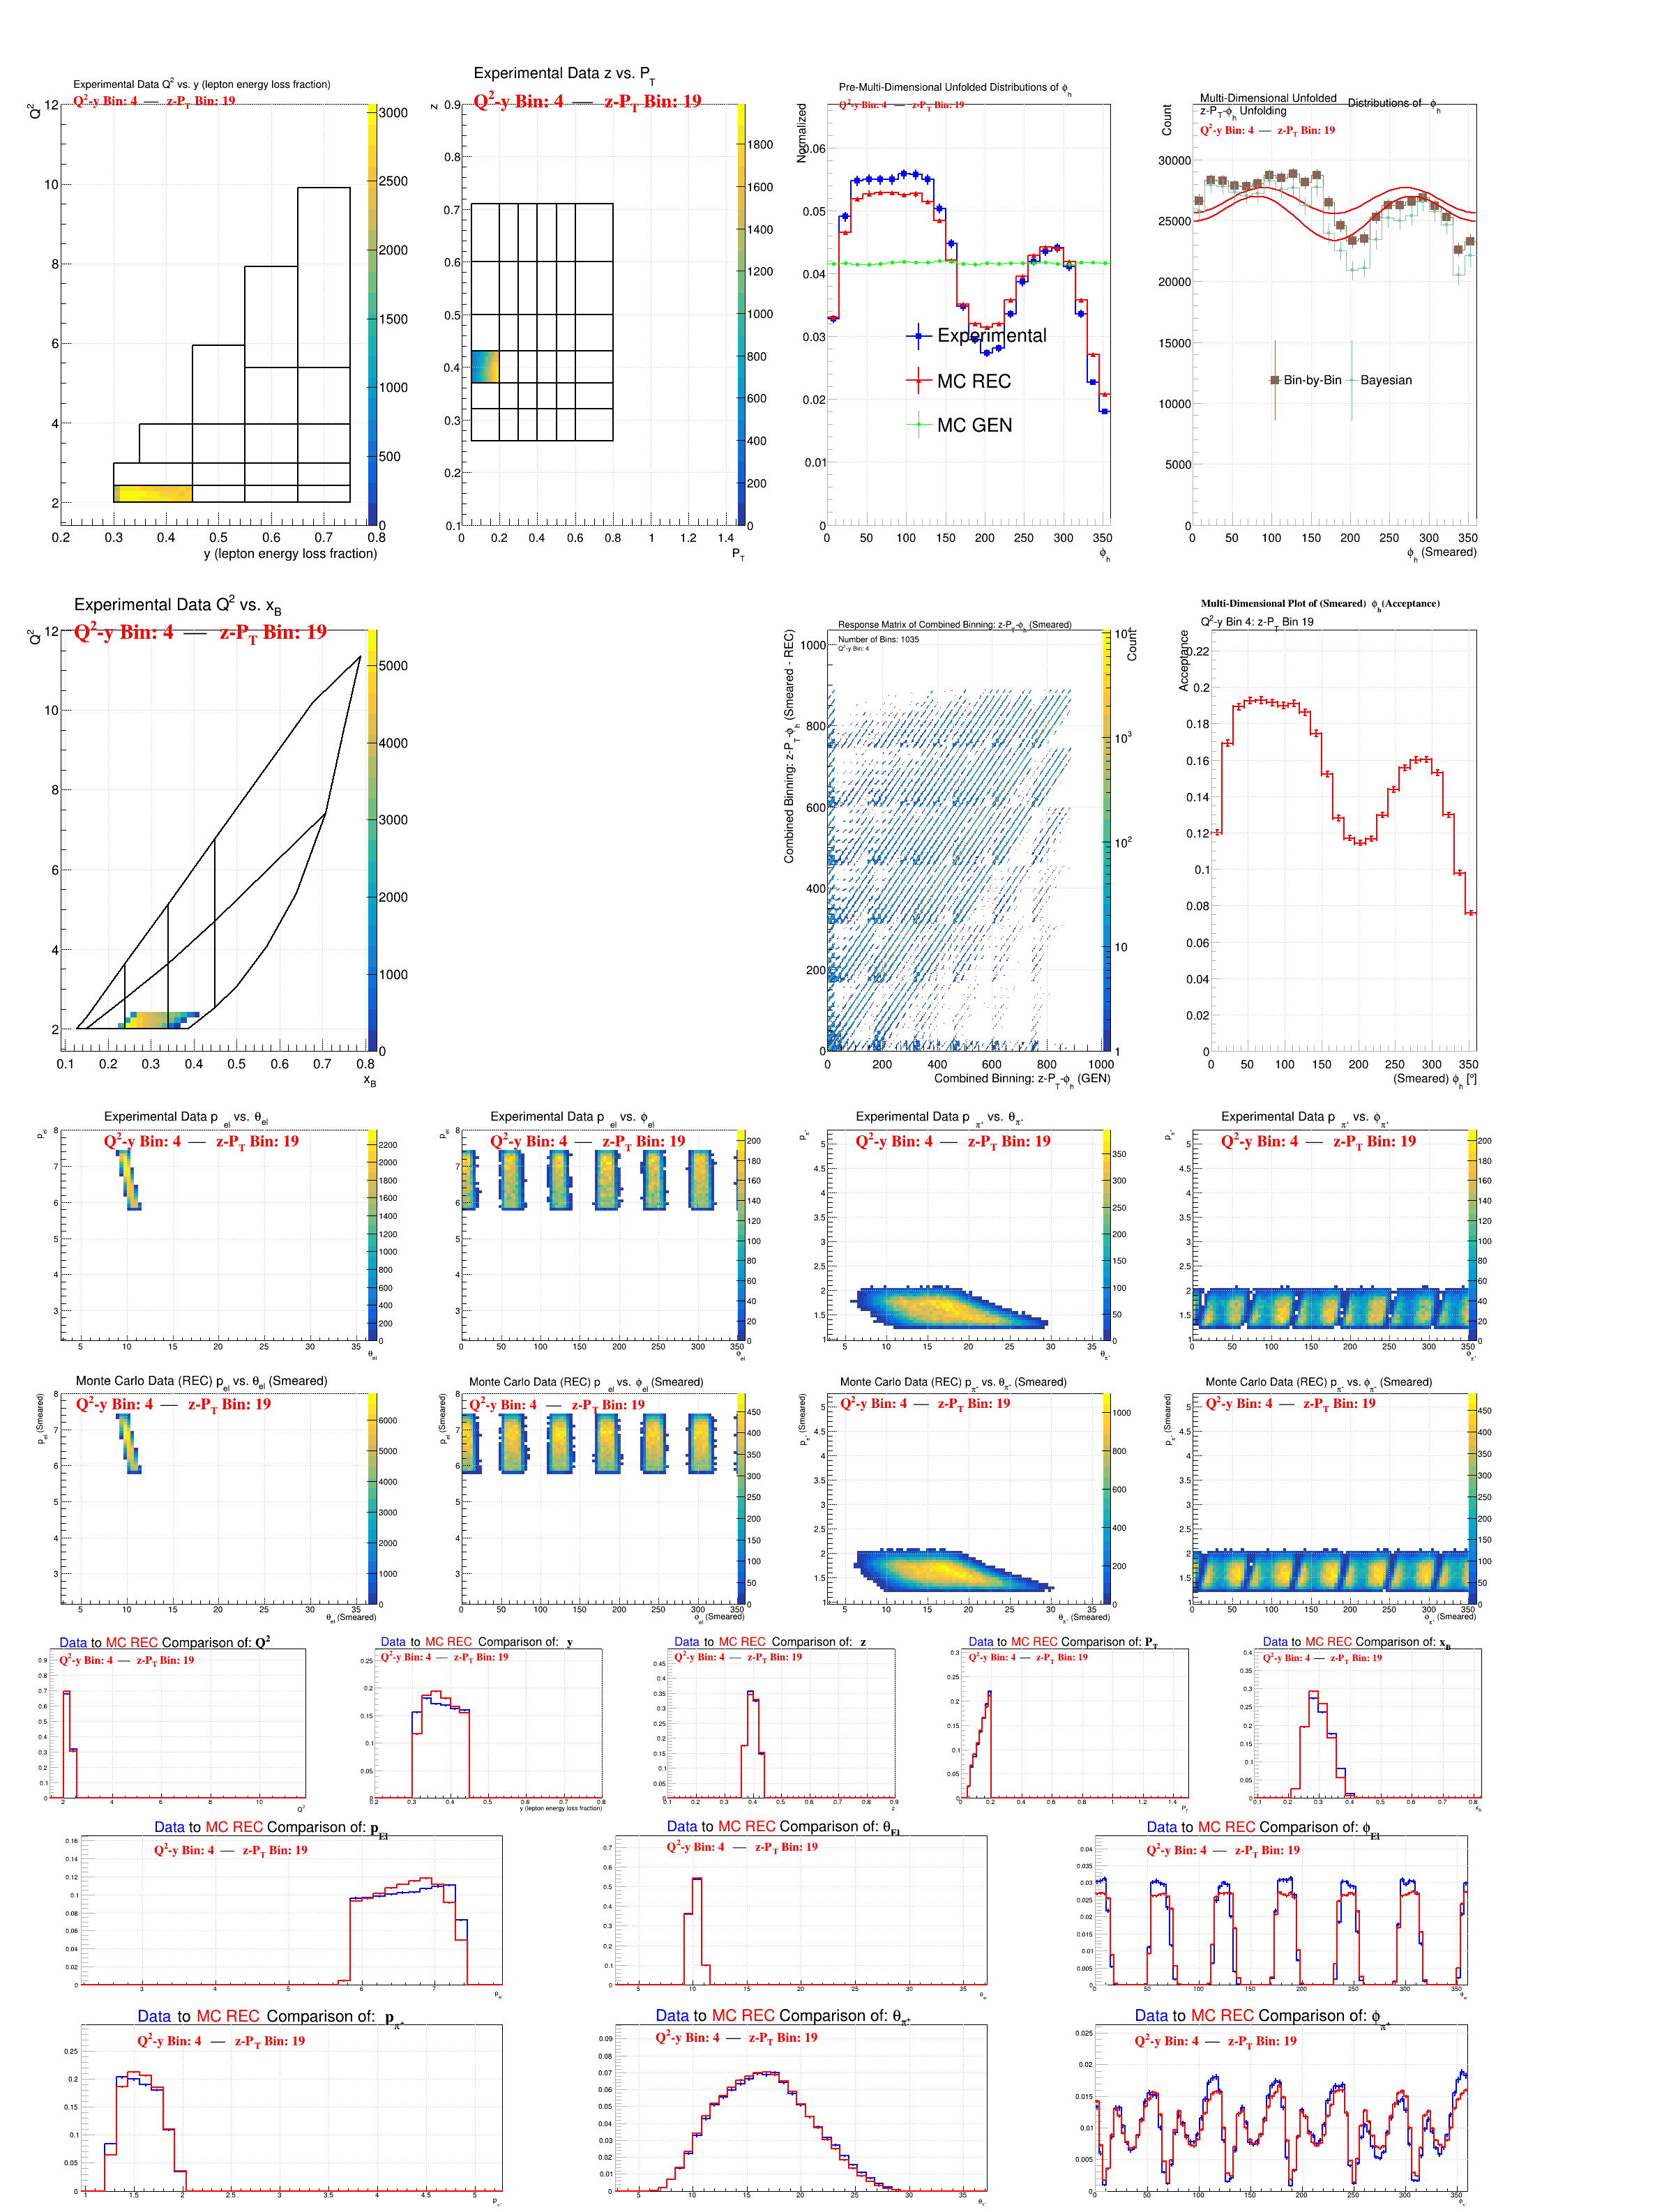 Experimental Data Q² vs. y (lepton energy loss fraction)
Q²-y Bin: 4 — z-P_T Bin: 19
Q²
y (lepton energy loss fraction)
Experimental Data z vs. P_T
Q²-y Bin: 4 — z-P_T Bin: 19
z
P_T
Pre-Multi-Dimensional Unfolded Distributions of ϕ_h
Q²-y Bin: 4 — z-P_T Bin: 19
Normalized
Experimental
MC REC
MC GEN
ϕ_h
Multi-Dimensional Unfolded Distributions of ϕ_h
z-P_T-ϕ_h Unfolding
Q²-y Bin: 4 — z-P_T Bin: 19
Count
Bin-by-Bin
Bayesian
ϕ_h (Smeared)
Experimental Data Q² vs. x_B
Q²-y Bin: 4 — z-P_T Bin: 19
Q²
x_B
Response Matrix of Combined Binning: z-P_T-ϕ_h (Smeared)
Number of Bins: 1035
Q²-y Bin: 4
Combined Binning: z-P_T-ϕ_h (Smeared - REC)
Count
Combined Binning: z-P_T-ϕ_h (GEN)
Multi-Dimensional Plot of (Smeared) ϕ_h (Acceptance)
Q²-y Bin 4: z-P_T Bin 19
Acceptance
(Smeared) ϕ_h [°]
Experimental Data p_el vs. θ_el
Q²-y Bin: 4 — z-P_T Bin: 19
p_el
θ_el
Experimental Data p_el vs. ϕ_el
Q²-y Bin: 4 — z-P_T Bin: 19
p_el
ϕ_el
Experimental Data p_π⁺ vs. θ_π⁺
Q²-y Bin: 4 — z-P_T Bin: 19
p_π⁺
θ_π⁺
Experimental Data p_π⁺ vs. ϕ_π⁺
Q²-y Bin: 4 — z-P_T Bin: 19
p_π⁺
ϕ_π⁺
Monte Carlo Data (REC) p_el vs. θ_el (Smeared)
Q²-y Bin: 4 — z-P_T Bin: 19
p_el (Smeared)
θ_el (Smeared)
Monte Carlo Data (REC) p_el vs. ϕ_el (Smeared)
Q²-y Bin: 4 — z-P_T Bin: 19
p_el (Smeared)
ϕ_el (Smeared)
Monte Carlo Data (REC) p_π⁺ vs. θ_π⁺ (Smeared)
Q²-y Bin: 4 — z-P_T Bin: 19
p_π⁺ (Smeared)
θ_π⁺ (Smeared)
Monte Carlo Data (REC) p_π⁺ vs. ϕ_π⁺ (Smeared)
Q²-y Bin: 4 — z-P_T Bin: 19
p_π⁺ (Smeared)
ϕ_π⁺ (Smeared)
Data to MC REC Comparison of: Q²
Q²-y Bin: 4 — z-P_T Bin: 19
Q²
Data to MC REC Comparison of: y
Q²-y Bin: 4 — z-P_T Bin: 19
y (lepton energy loss fraction)
Data to MC REC Comparison of: z
Q²-y Bin: 4 — z-P_T Bin: 19
z
Data to MC REC Comparison of: P_T
Q²-y Bin: 4 — z-P_T Bin: 19
P_T
Data to MC REC Comparison of: x_B
Q²-y Bin: 4 — z-P_T Bin: 19
x_B
Data to MC REC Comparison of: p_El
Q²-y Bin: 4 — z-P_T Bin: 19
p_el
Data to MC REC Comparison of: θ_El
Q²-y Bin: 4 — z-P_T Bin: 19
θ_el
Data to MC REC Comparison of: ϕ_El
Q²-y Bin: 4 — z-P_T Bin: 19
ϕ_el
Data to MC REC Comparison of: p_π⁺
Q²-y Bin: 4 — z-P_T Bin: 19
p_π⁺
Data to MC REC Comparison of: θ_π⁺
Q²-y Bin: 4 — z-P_T Bin: 19
θ_π⁺
Data to MC REC Comparison of: ϕ_π⁺
Q²-y Bin: 4 — z-P_T Bin: 19
ϕ_π⁺